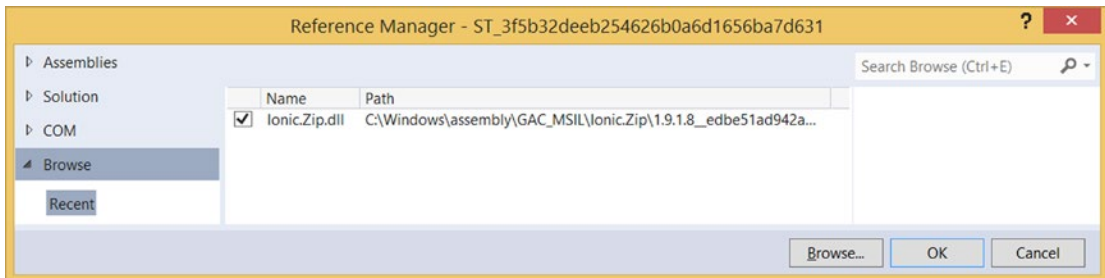 Reference Manager - ST_3f5b32deeb254626b0a6d1656ba7d631
? ×
Assemblies
Search Browse (Ctrl+E)
Solution
Name Path
Ionic.Zip.dll C:\Windows\assembly\GAC_MSIL\Ionic.Zip\1.9.1.8__edbe51ad942a...
COM
Browse
Recent
Browse... OK Cancel